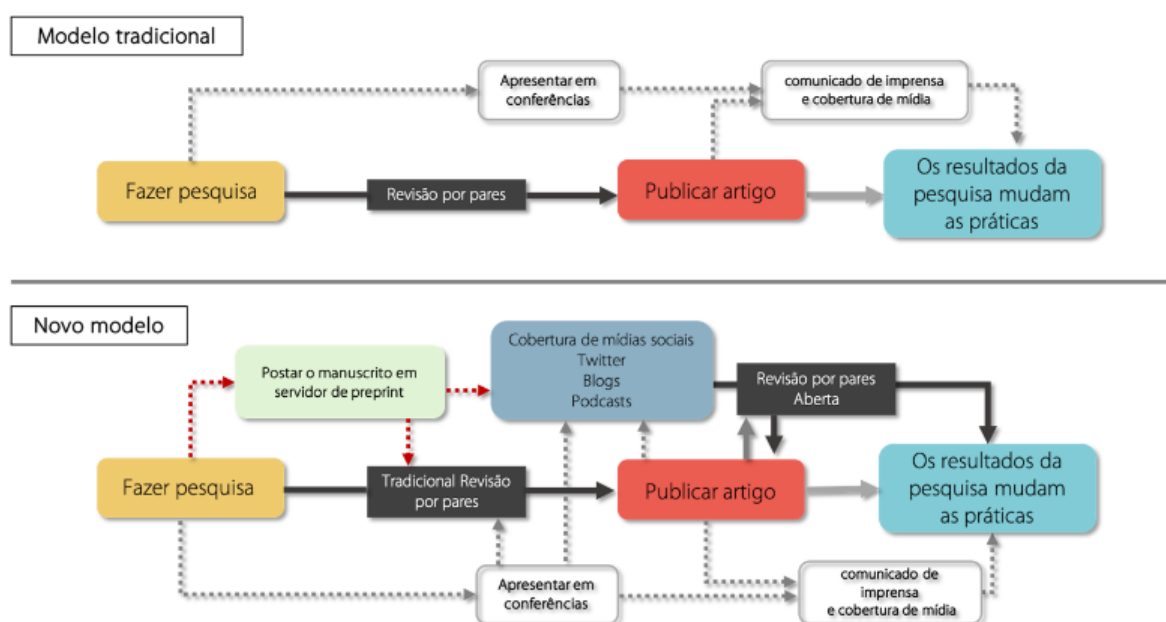 Modelo tradicional
Apresentar em
conferências
comunicado de imprensa
e cobertura de mídia
Fazer pesquisa
Revisão por pares
Publicar artigo
Os resultados da
pesquisa mudam
as práticas
Novo modelo
Postar o manuscrito em
servidor de preprint
Cobertura de mídias sociais
Twitter
Blogs
Podcasts
Revisão por pares
Aberta
Fazer pesquisa
Tradicional Revisão
por pares
Publicar artigo
Os resultados da
pesquisa mudam
as práticas
Apresentar em
conferências
comunicado de
imprensa
e cobertura de mídia